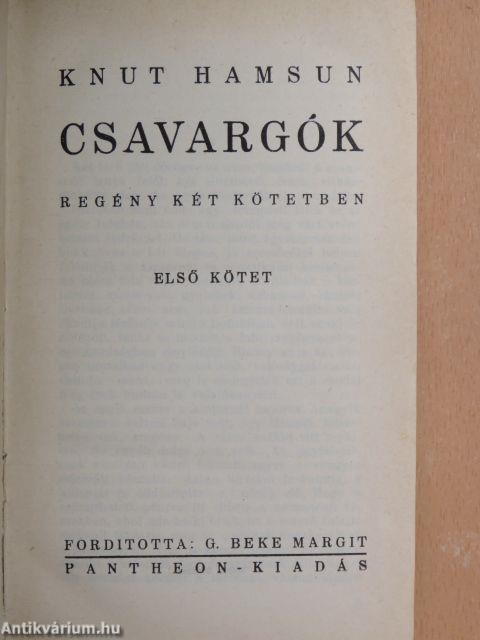 KNUT HAMSUN
CSAVARGÓK
REGÉNY KÉT KÖTETBEN
ELSŐ KÖTET
FORDITOTTA: G. BEKE MARGIT
PANTHEON-KIADÁS
Antikvárium.hu